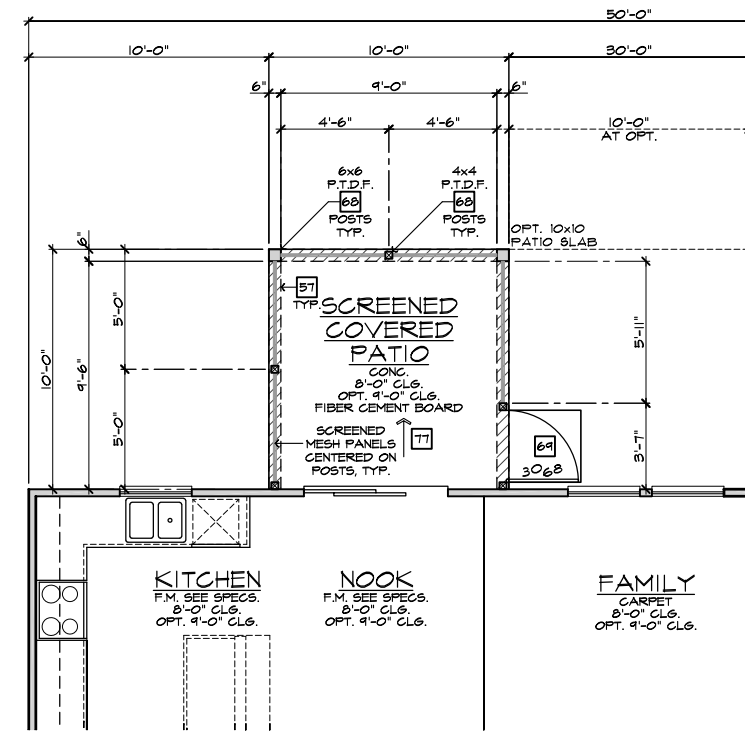 50'-0"
10'-0"
10'-0"
30'-0"
6"
9'-0"
6"
4'-6"
4'-6"
10'-0"
AT OPT.
6x6
P.T.D.F.
68
POSTS
TYP.
4x4
P.T.D.F.
68
POSTS
TYP.
OPT. 10x10
PATIO SLAB
6"
57
TYP.
5'-0"
10'-0"
9'-6"
5'-0"
5'-11"
3'-7"
SCREENED
COVERED
PATIO
CONC.
8'-0" CLG.
OPT. 9'-0" CLG.
FIBER CEMENT BOARD
SCREENED
MESH PANELS
CENTERED ON
POSTS, TYP.
77
69
3068
KITCHEN
F.M. SEE SPECS.
8'-0" CLG.
OPT. 9'-0" CLG.
NOOK
F.M. SEE SPECS.
8'-0" CLG.
OPT. 9'-0" CLG.
FAMILY
CARPET
8'-0" CLG.
OPT. 9'-0" CLG.